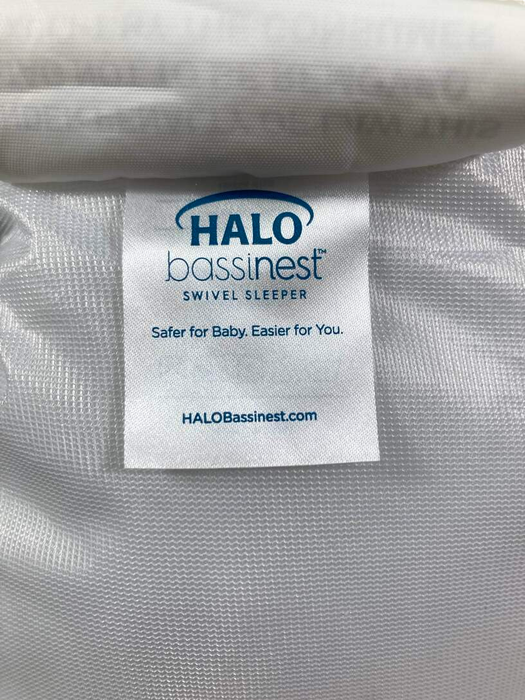 HALO
bassinest™
SWIVEL SLEEPER
Safer for Baby. Easier for You.
HALOBassinest.com